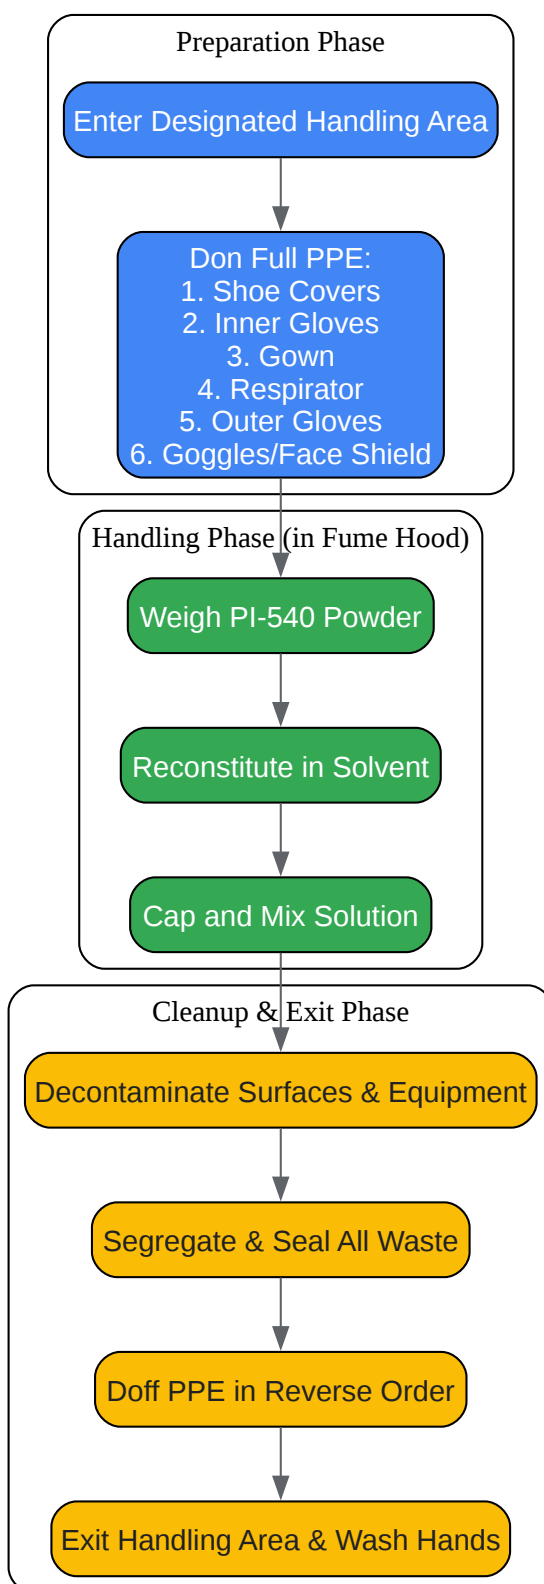 Preparation Phase
Enter Designated Handling Area
Don Full PPE:
1. Shoe Covers
2. Inner Gloves
3. Gown
4. Respirator
5. Outer Gloves
6. Goggles/Face Shield
Handling Phase (in Fume Hood)
Weigh PI-540 Powder
Reconstitute in Solvent
Cap and Mix Solution
Cleanup & Exit Phase
Decontaminate Surfaces & Equipment
Segregate & Seal All Waste
Doff PPE in Reverse Order
Exit Handling Area & Wash Hands